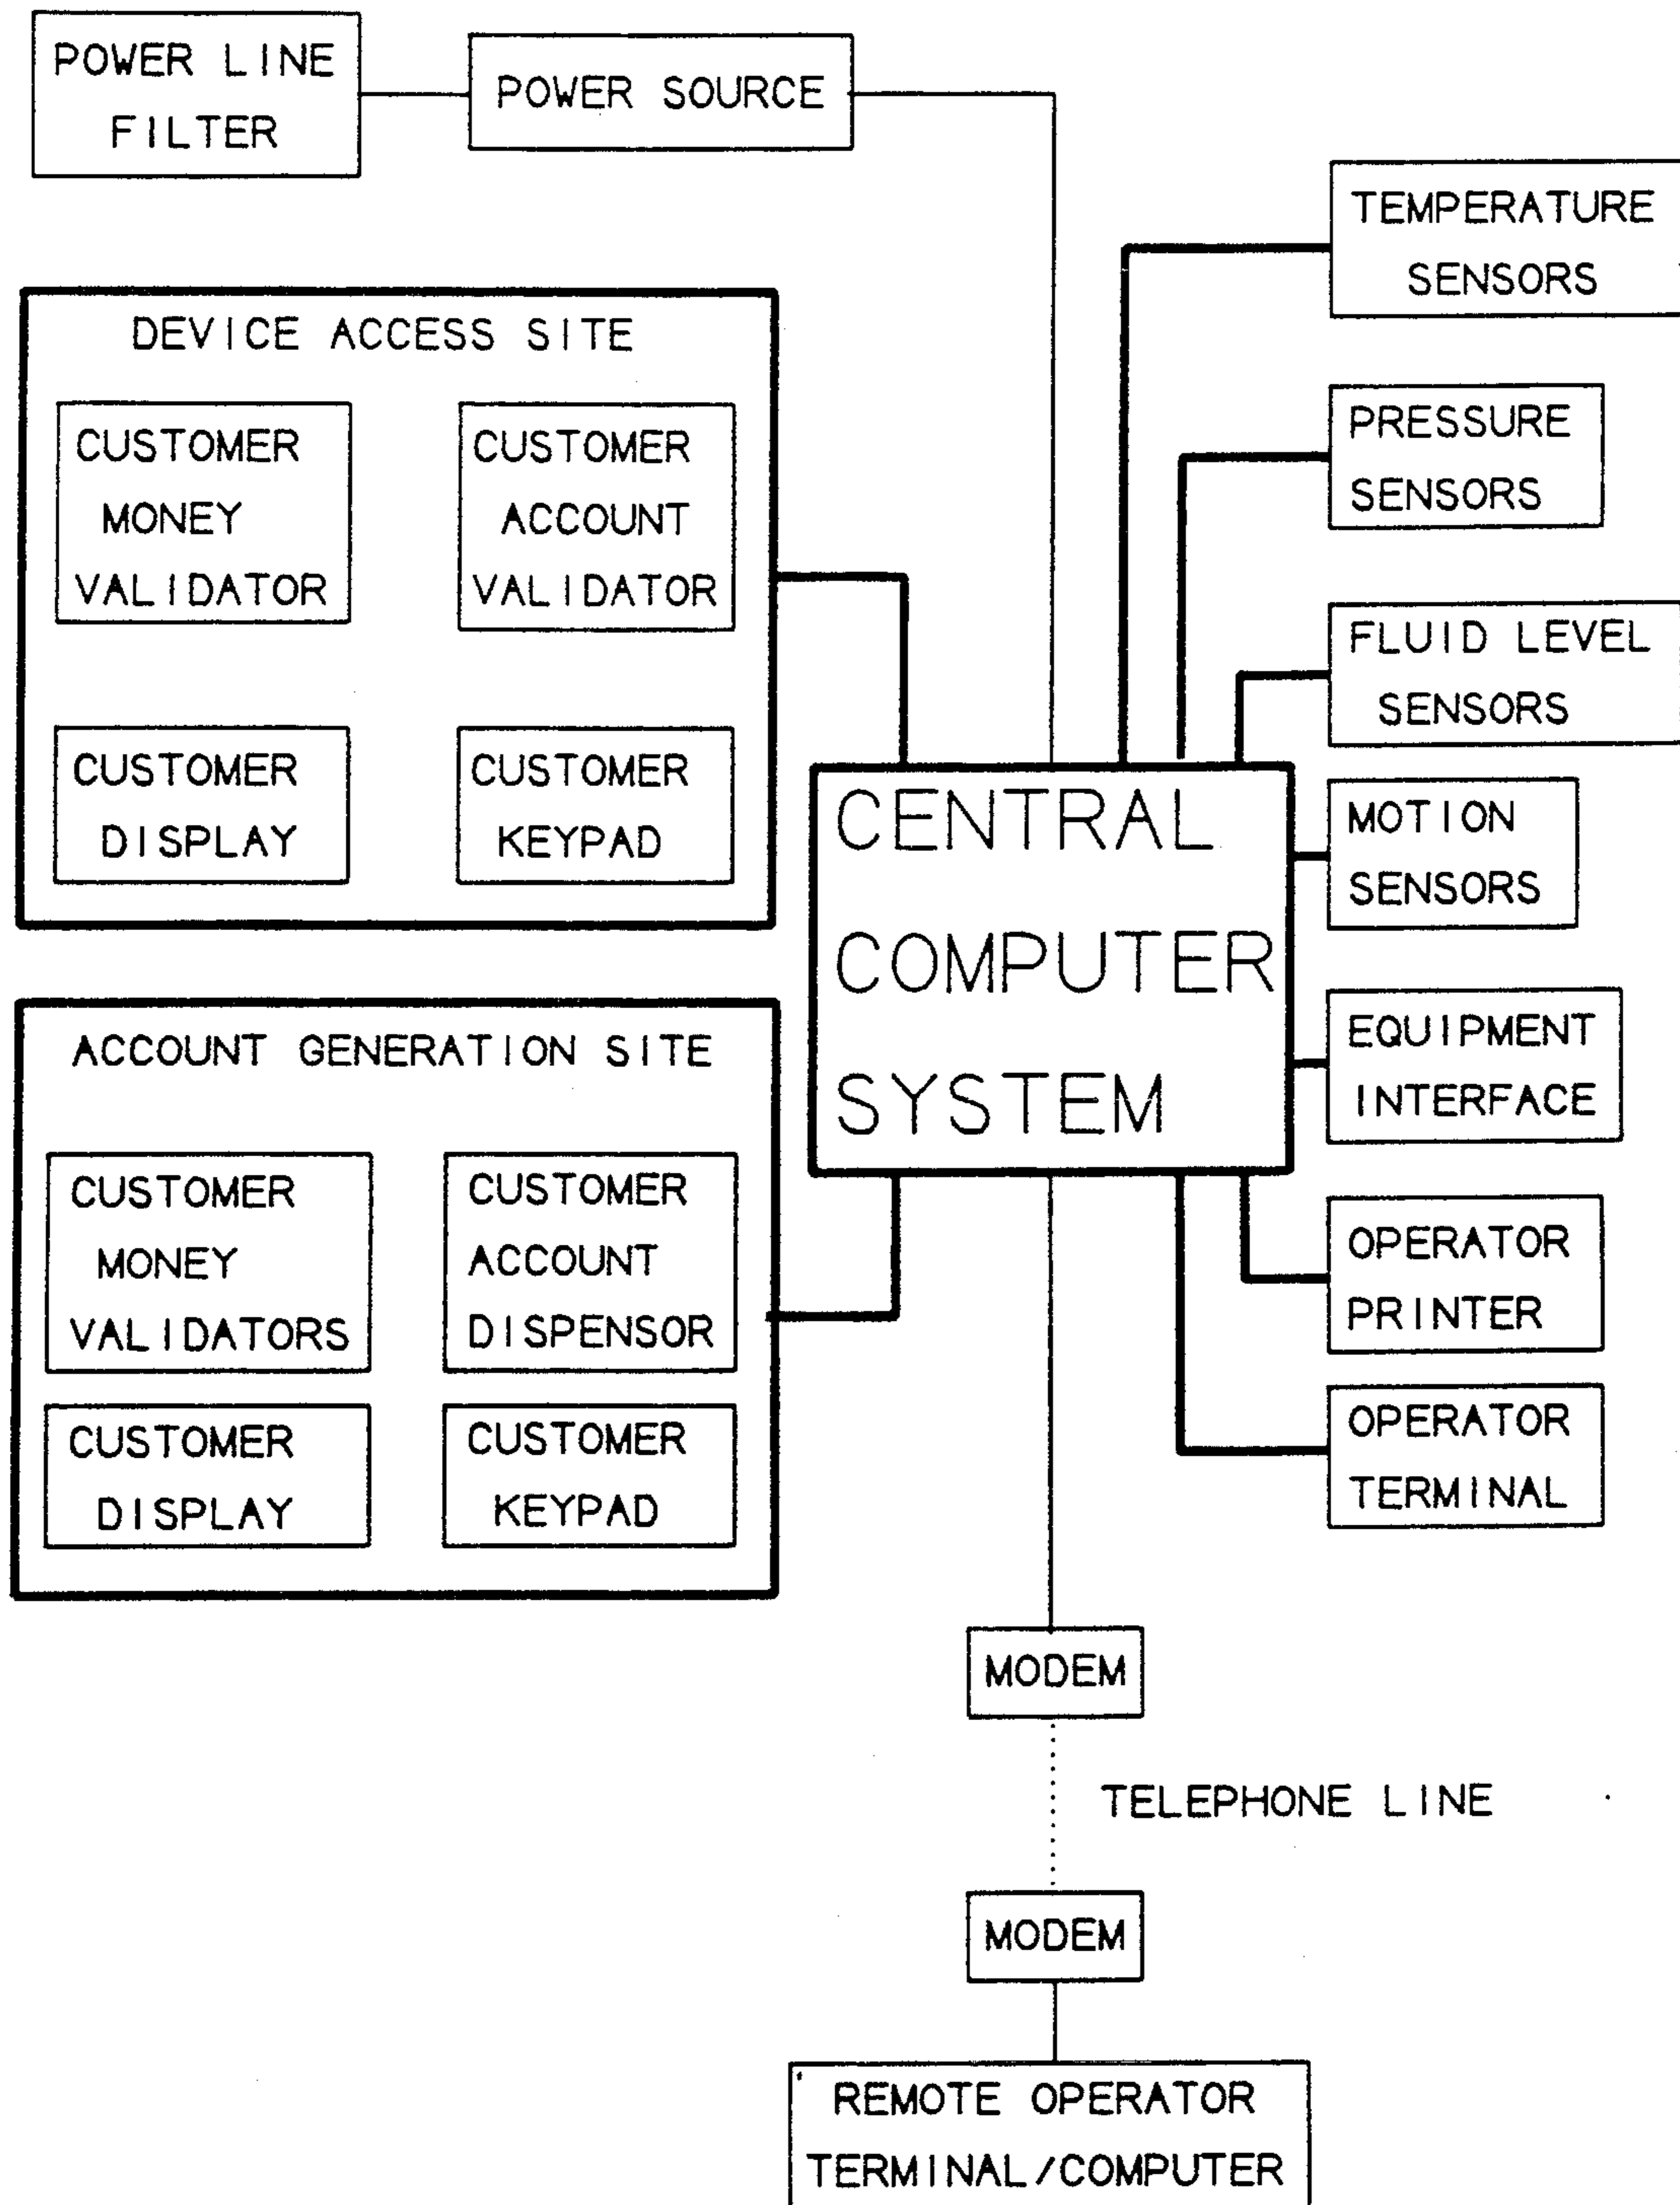 POWER LINE
FILTER
POWER SOURCE
TEMPERATURE
SENSORS
DEVICE ACCESS SITE
CUSTOMER
MONEY
VALIDATOR
CUSTOMER
ACCOUNT
VALIDATOR
CUSTOMER
DISPLAY
CUSTOMER
KEYPAD
PRESSURE
SENSORS
FLUID LEVEL
SENSORS
CENTRAL
COMPUTER
SYSTEM
MOTION
SENSORS
EQUIPMENT
INTERFACE
ACCOUNT GENERATION SITE
CUSTOMER
MONEY
VALIDATORS
CUSTOMER
ACCOUNT
DISPENSOR
CUSTOMER
DISPLAY
CUSTOMER
KEYPAD
OPERATOR
PRINTER
OPERATOR
TERMINAL
MODEM
TELEPHONE LINE
MODEM
REMOTE OPERATOR
TERMINAL/COMPUTER